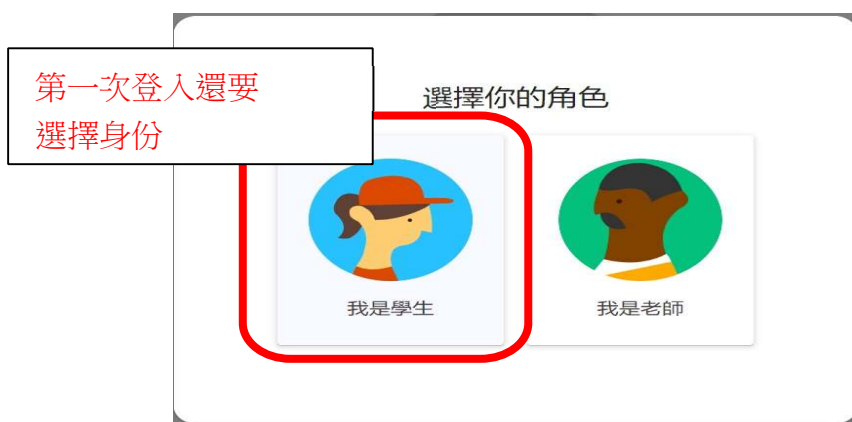 第一次登入還要
選擇身份
選擇你的角色
我是學生
我是老師